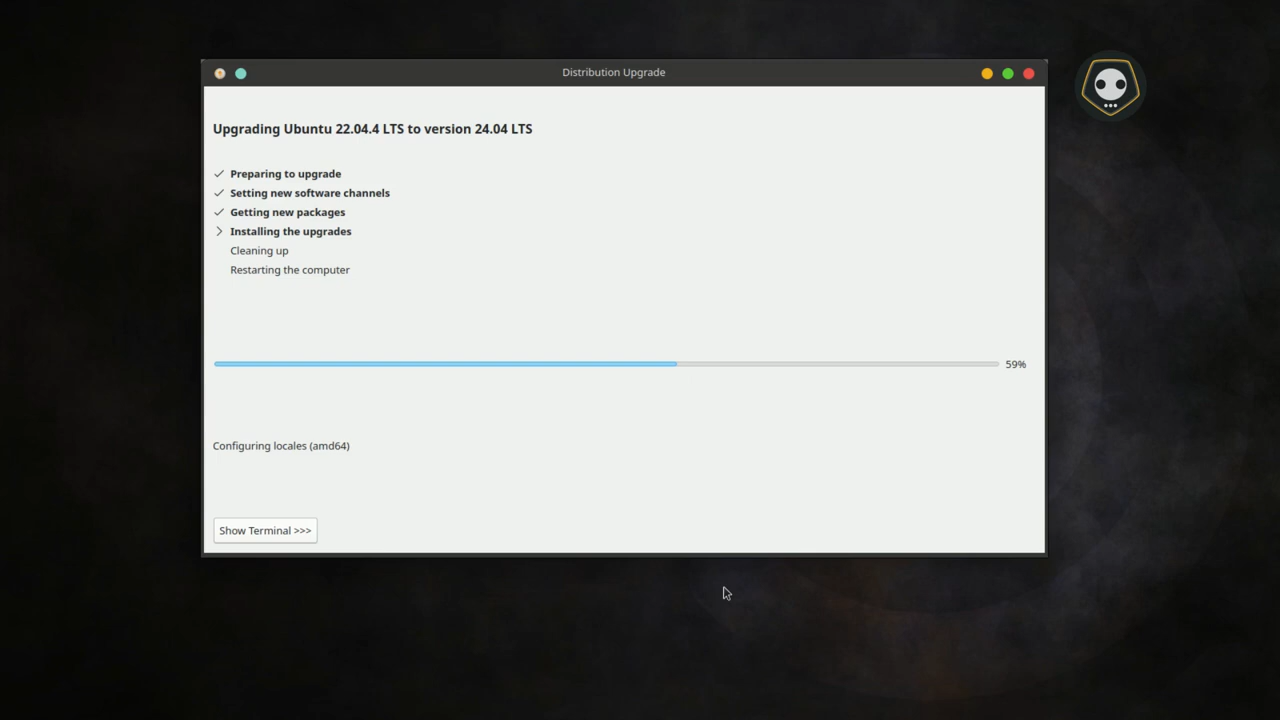 Distribution Upgrade
Upgrading Ubuntu 22.04.4 LTS to version 24.04 LTS
Preparing to upgrade
Setting new software channels
Getting new packages
Installing the upgrades
Cleaning up
Restarting the computer
59%
Configuring locales (amd64)
Show Terminal >>>